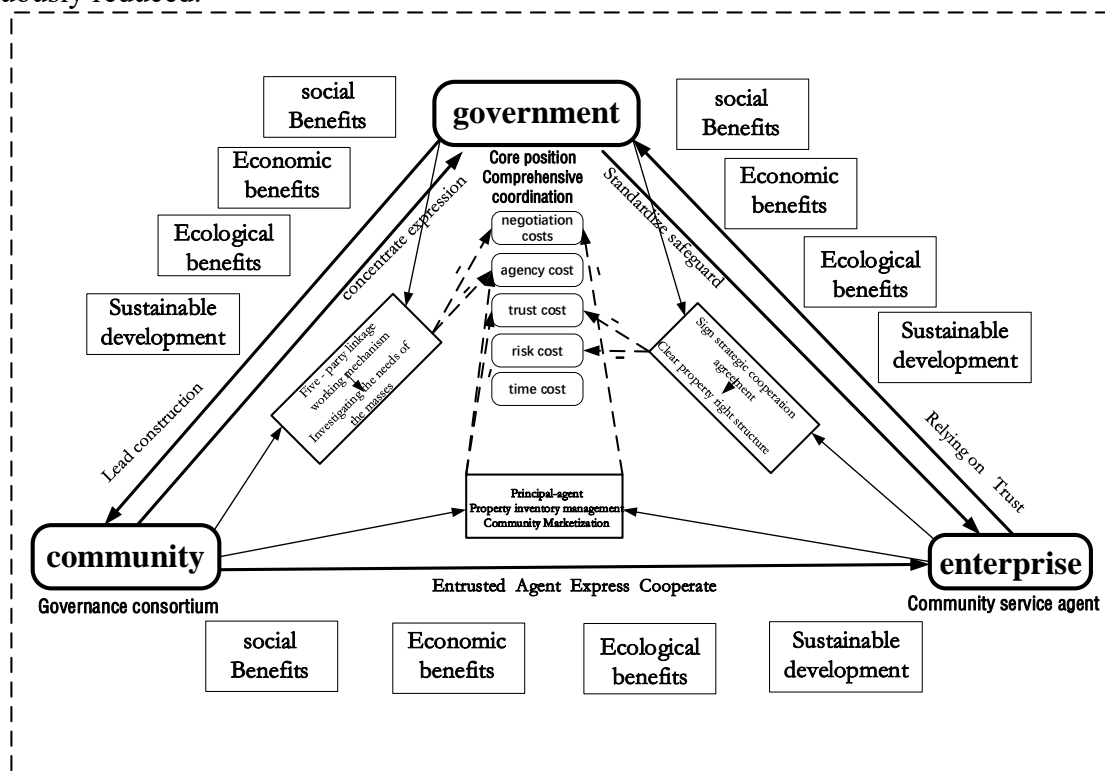 uously reduced.
social
Benefits
government
social
Benefits
Economic
benefits
Core position
Comprehensive
coordination
Economic
benefits
Ecological
benefits
concentrate expression
negotiation
costs
Standardize safeguard
Ecological
benefits
agency cost
Sustainable
development
trust cost
Sustainable
development
risk cost
time cost
Five - party linkage
working mechanism
Investigating the needs of
the masses
Sign strategic cooperation
agreement
Clear property right structure
Lead construction
Relying on Trust
Principal-agent
Property inventory management
Community Marketization
community
enterprise
Entrusted Agent Express Cooperate
Governance consortium
Community service agent
social
Benefits
Economic
benefits
Ecological
benefits
Sustainable
development